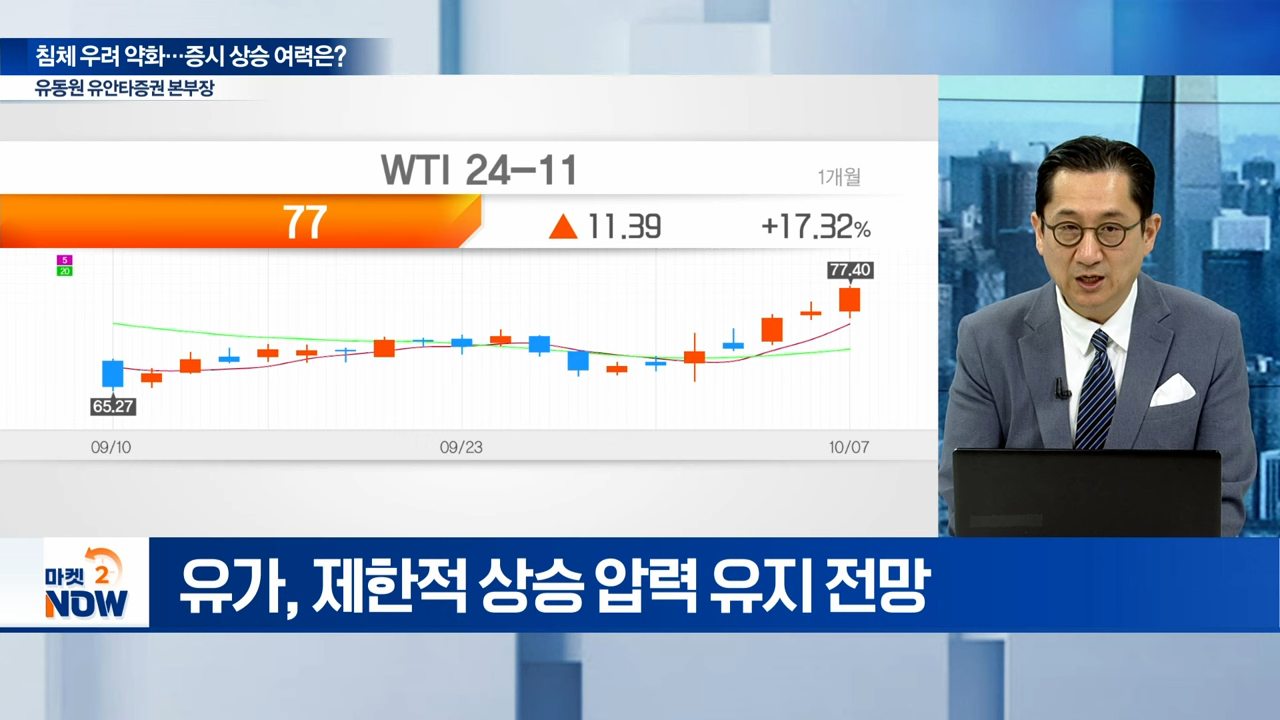 침체 우려 약화…증시 상승 여력은?
유동원 유안타증권 본부장
WTI 24-11
1개월
77
▲ 11.39
+17.32%
5
20
77.40
65.27
09/10
09/23
10/07
마켓 2
NOW
유가, 제한적 상승 압력 유지 전망